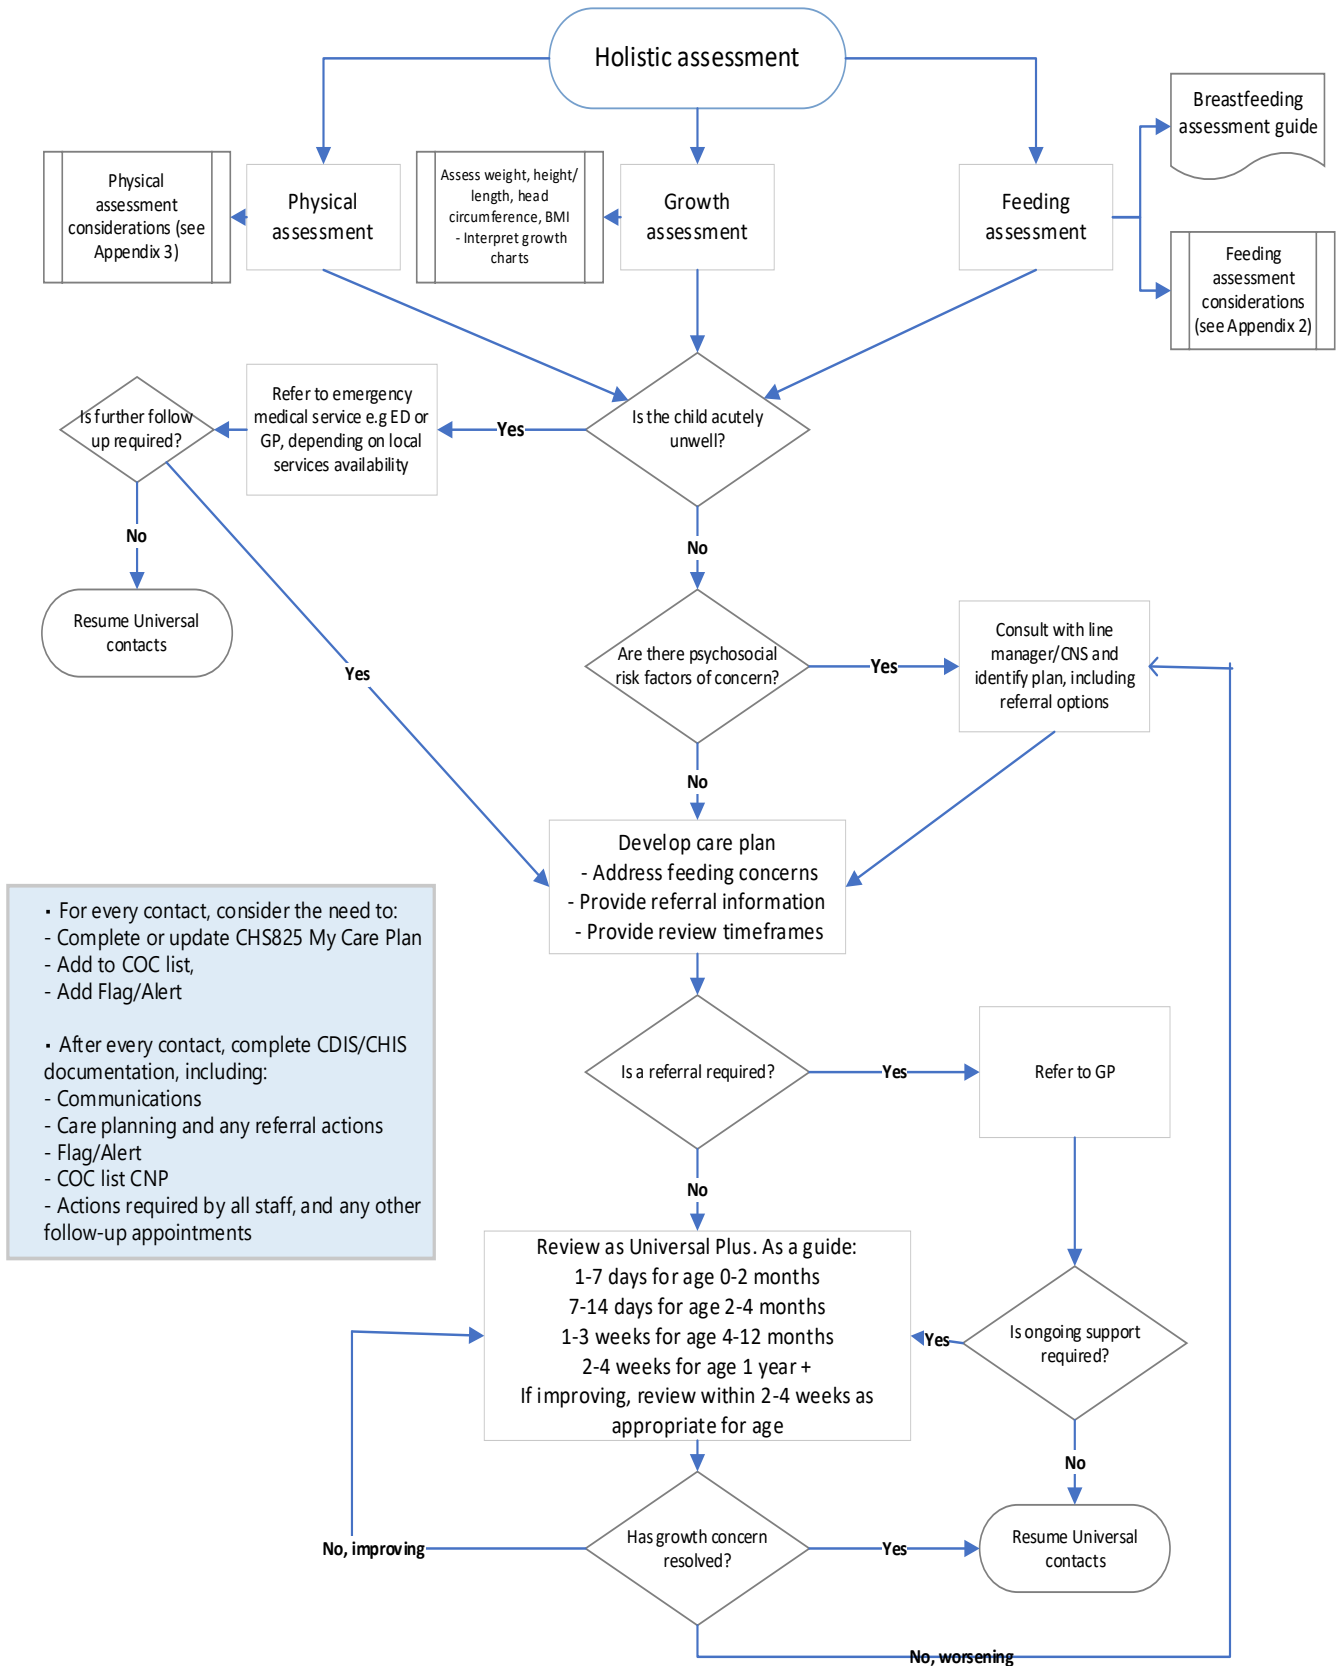 Holistic assessment
Breastfeeding
assessment guide
Physical
assessment
considerations (see
Appendix 3)
Physical
assessment
Assess weight, height/
length, head
circumference, BMI
- Interpret growth
charts
Growth
assessment
Feeding
assessment
Feeding
assessment
considerations
(see Appendix 2)
Is further follow
up required?
Refer to emergency
medical service e.g ED or
GP, depending on local
services availability
Yes
Is the child acutely
unwell?
No
No
Resume Universal
contacts
Yes
Are there psychosocial
risk factors of concern?
Yes
Consult with line
manager/CNS and
identify plan, including
referral options
No
Develop care plan
- Address feeding concerns
- Provide referral information
- Provide review timeframes
· For every contact, consider the need to:
- Complete or update CHS825 My Care Plan
- Add to COC list,
- Add Flag/Alert
· After every contact, complete CDIS/CHIS
documentation, including:
- Communications
- Care planning and any referral actions
- Flag/Alert
- COC list CNP
- Actions required by all staff, and any other
follow-up appointments
Is a referral required?
Yes
Refer to GP
No
Review as Universal Plus. As a guide:
1-7 days for age 0-2 months
7-14 days for age 2-4 months
1-3 weeks for age 4-12 months
2-4 weeks for age 1 year +
If improving, review within 2-4 weeks as
appropriate for age
Yes
Is ongoing support
required?
No
No, improving
Has growth concern
resolved?
Yes
Resume Universal
contacts
No, worsening